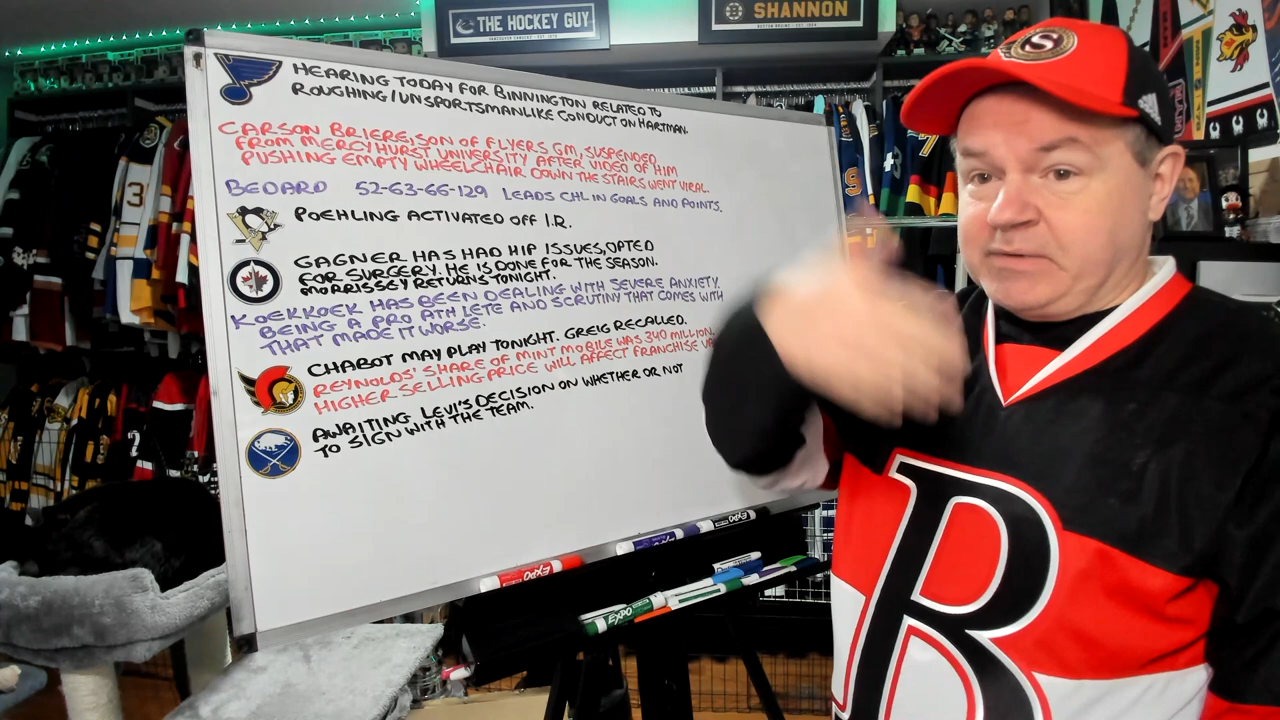 THE HOCKEY GUY
SHANNON
HEARING TODAY FOR BINNINGTON RELATED TO
ROUGHING/UNSPORTSMANLIKE CONDUCT ON HARTMAN.
CARSON BRIERE, SON OF FLYERS GM, SUSPENDED
FROM MERCYHURST UNIVERSITY AFTER VIDEO OF HIM
PUSHING EMPTY WHEELCHAIR DOWN THE STAIRS WENT VIRAL.
BEDARD 52-63-66-129 LEADS CHL IN GOALS AND POINTS.
POEHLING ACTIVATED OFF I.R.
GAGNER HAS HAD HIP ISSUES, OPTED
FOR SURGERY. HE IS DONE FOR THE SEASON.
MORRISSEY RETURNS TONIGHT.
KOEKKOEK HAS BEEN DEALING WITH SEVERE ANXIETY.
BEING A PRO ATHLETE AND SCRUTINY THAT COMES WITH
THAT MADE IT WORSE.
CHABOT MAY PLAY TONIGHT. GREIG RECALLED.
REYNOLDS' SHARE OF MINT MOBILE WAS 340 MILLION.
HIGHER SELLING PRICE WILL AFFECT FRANCHISE
AWAITING LEVI'S DECISION ON WHETHER OR NOT
TO SIGN WITH THE TEAM.
EXPO
EXPO
EXPO
EXPO
S
B
3
9
7